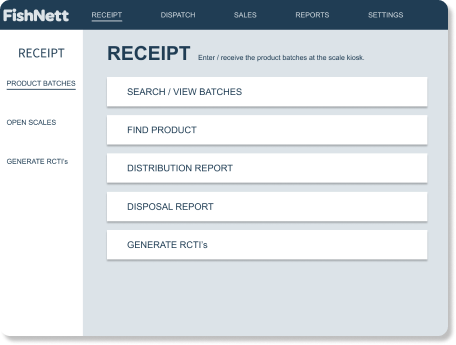 FishNett
RECEIPT DISPATCH SALES REPORTS SETTINGS
RECEIPT
PRODUCT BATCHES
OPEN SCALES
GENERATE RCTI's
RECEIPT Enter / receive the product batches at the scale kiosk.
SEARCH / VIEW BATCHES
FIND PRODUCT
DISTRIBUTION REPORT
DISPOSAL REPORT
GENERATE RCTI's